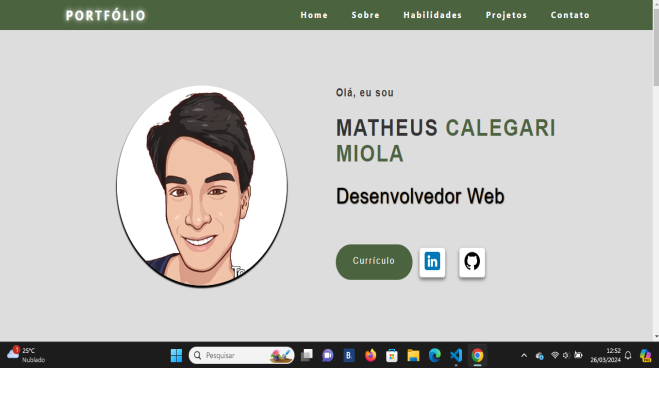 PORTFÓLIO
Home Sobre Habilidades Projetos Contato
Olá, eu sou
MATHEUS CALEGARI
MIOLA
Desenvolvedor Web
Currículo
in
25°C
Nublado
Pesquisar
B.
12:52
26/03/2024